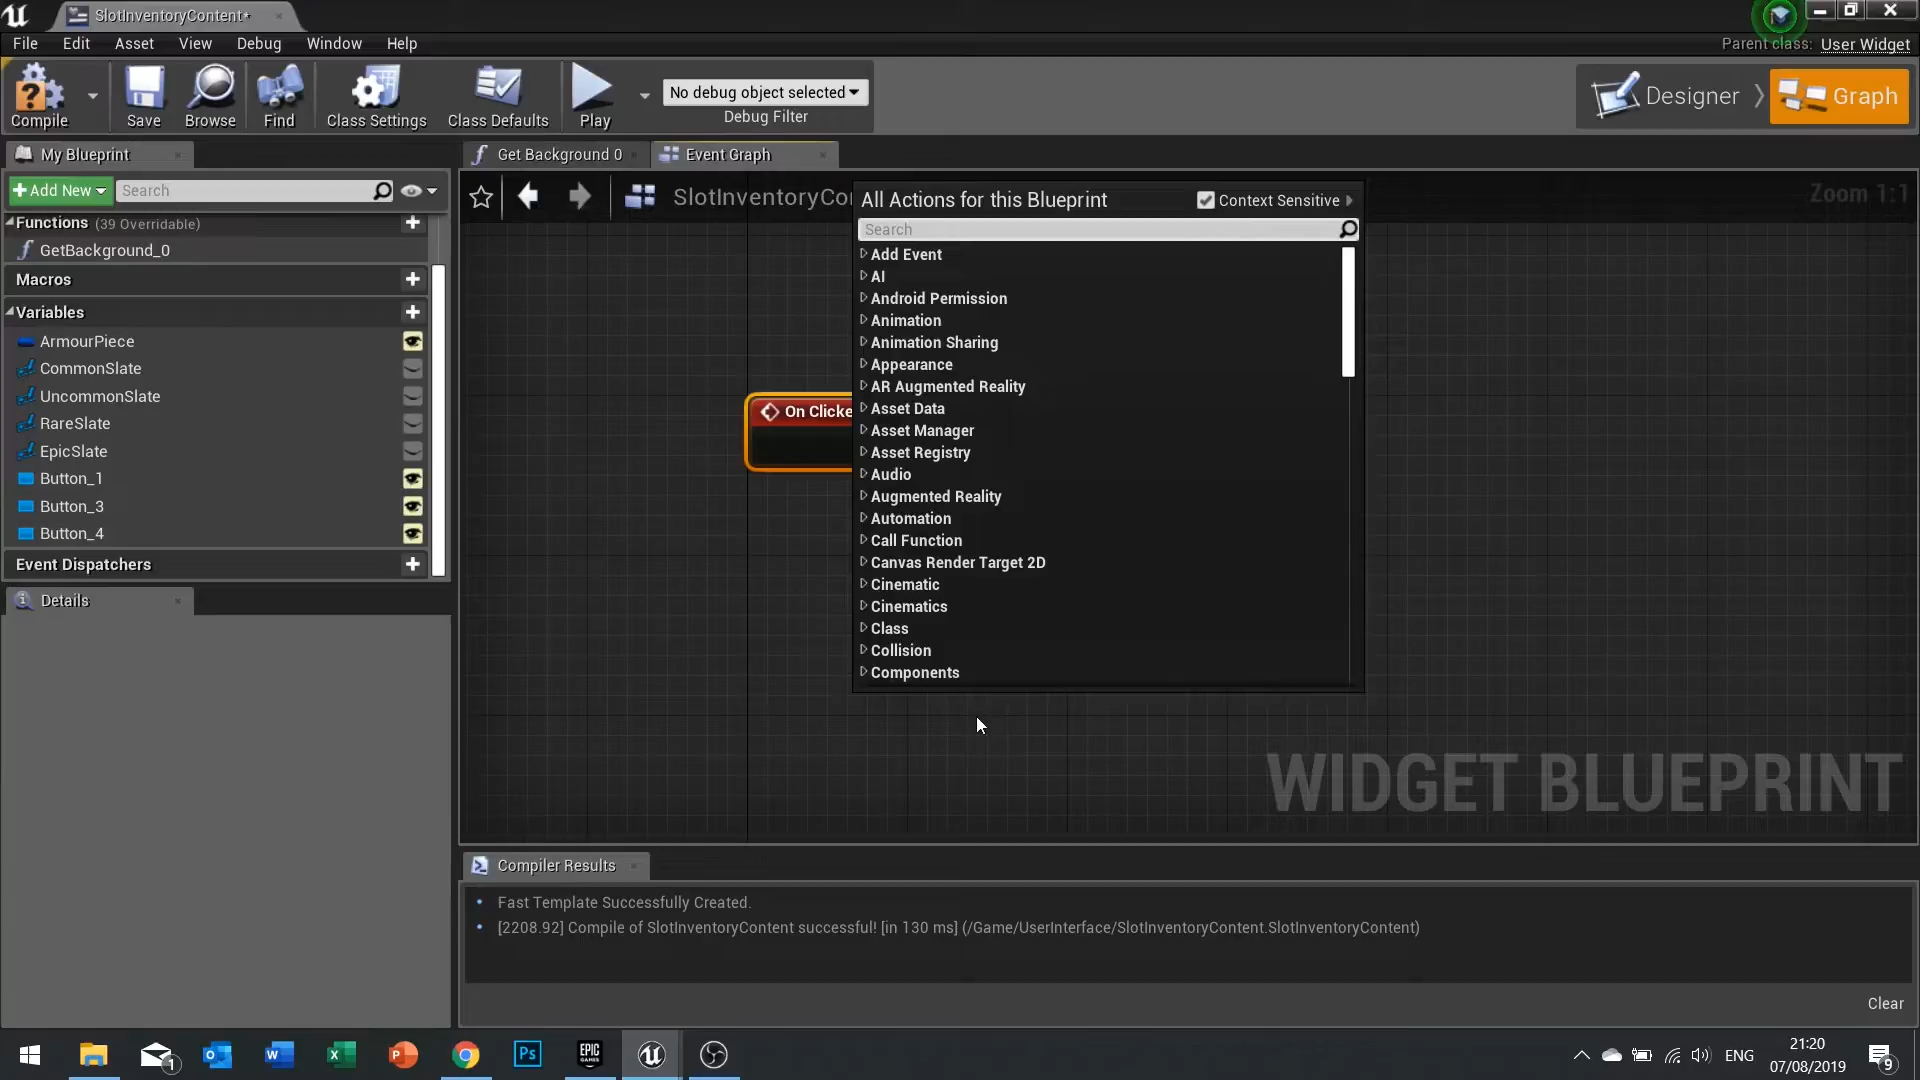 SlotInventoryContent*
File Edit Asset View Debug Window Help
Parent class: User Widget
Compile
Save
Browse
Find
Class Settings
Class Defaults
Play
No debug object selected
Debug Filter
Designer
Graph
My Blueprint
Get Background 0
Event Graph
Add New
Search
SlotInventoryCo
Zoom 1:1
Functions (39 Overridable)
GetBackground_0
Macros
Variables
ArmourPiece
CommonSlate
UncommonSlate
RareSlate
EpicSlate
Button_1
Button_3
Button_4
Event Dispatchers
Details
On Clicke
All Actions for this Blueprint
Context Sensitive
Search
Add Event
AI
Android Permission
Animation
Animation Sharing
Appearance
AR Augmented Reality
Asset Data
Asset Manager
Asset Registry
Audio
Augmented Reality
Automation
Call Function
Canvas Render Target 2D
Cinematic
Cinematics
Class
Collision
Components
WIDGET BLUEPRINT
Compiler Results
Fast Template Successfully Created.
[2208.92] Compile of SlotInventoryContent successful! [in 130 ms] (/Game/UserInterface/SlotInventoryContent.SlotInventoryContent)
Clear
1
Ps
EPIC
GAMES
ENG
21:20
07/08/2019
9